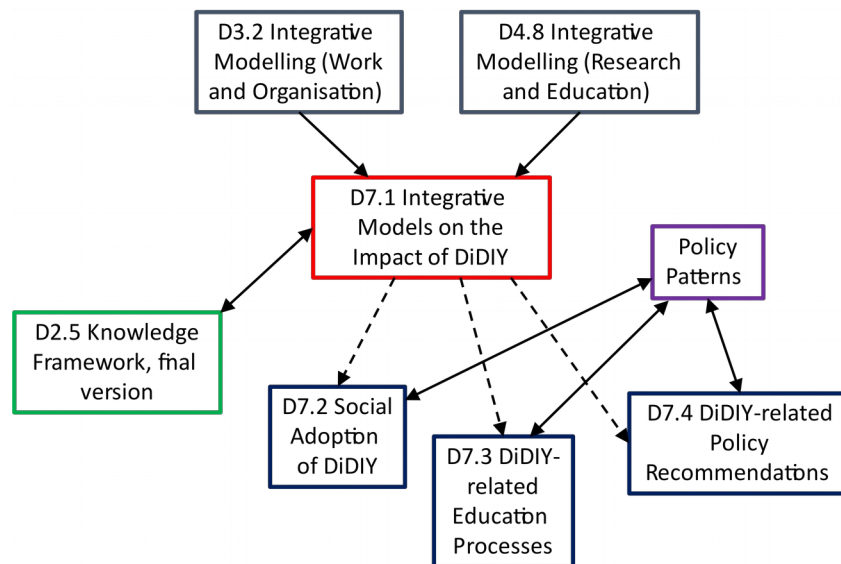 D3.2 Integrative
Modelling (Work
and Organisation)
D4.8 Integrative
Modelling (Research
and Education)
D7.1 Integrative
Models on the
Impact of DiDIY
Policy
Patterns
D2.5 Knowledge
Framework, final
version
D7.2 Social
Adoption
of DiDIY
D7.3 DiDIY-
related
Education
Processes
D7.4 DiDIY-related
Policy
Recommendations